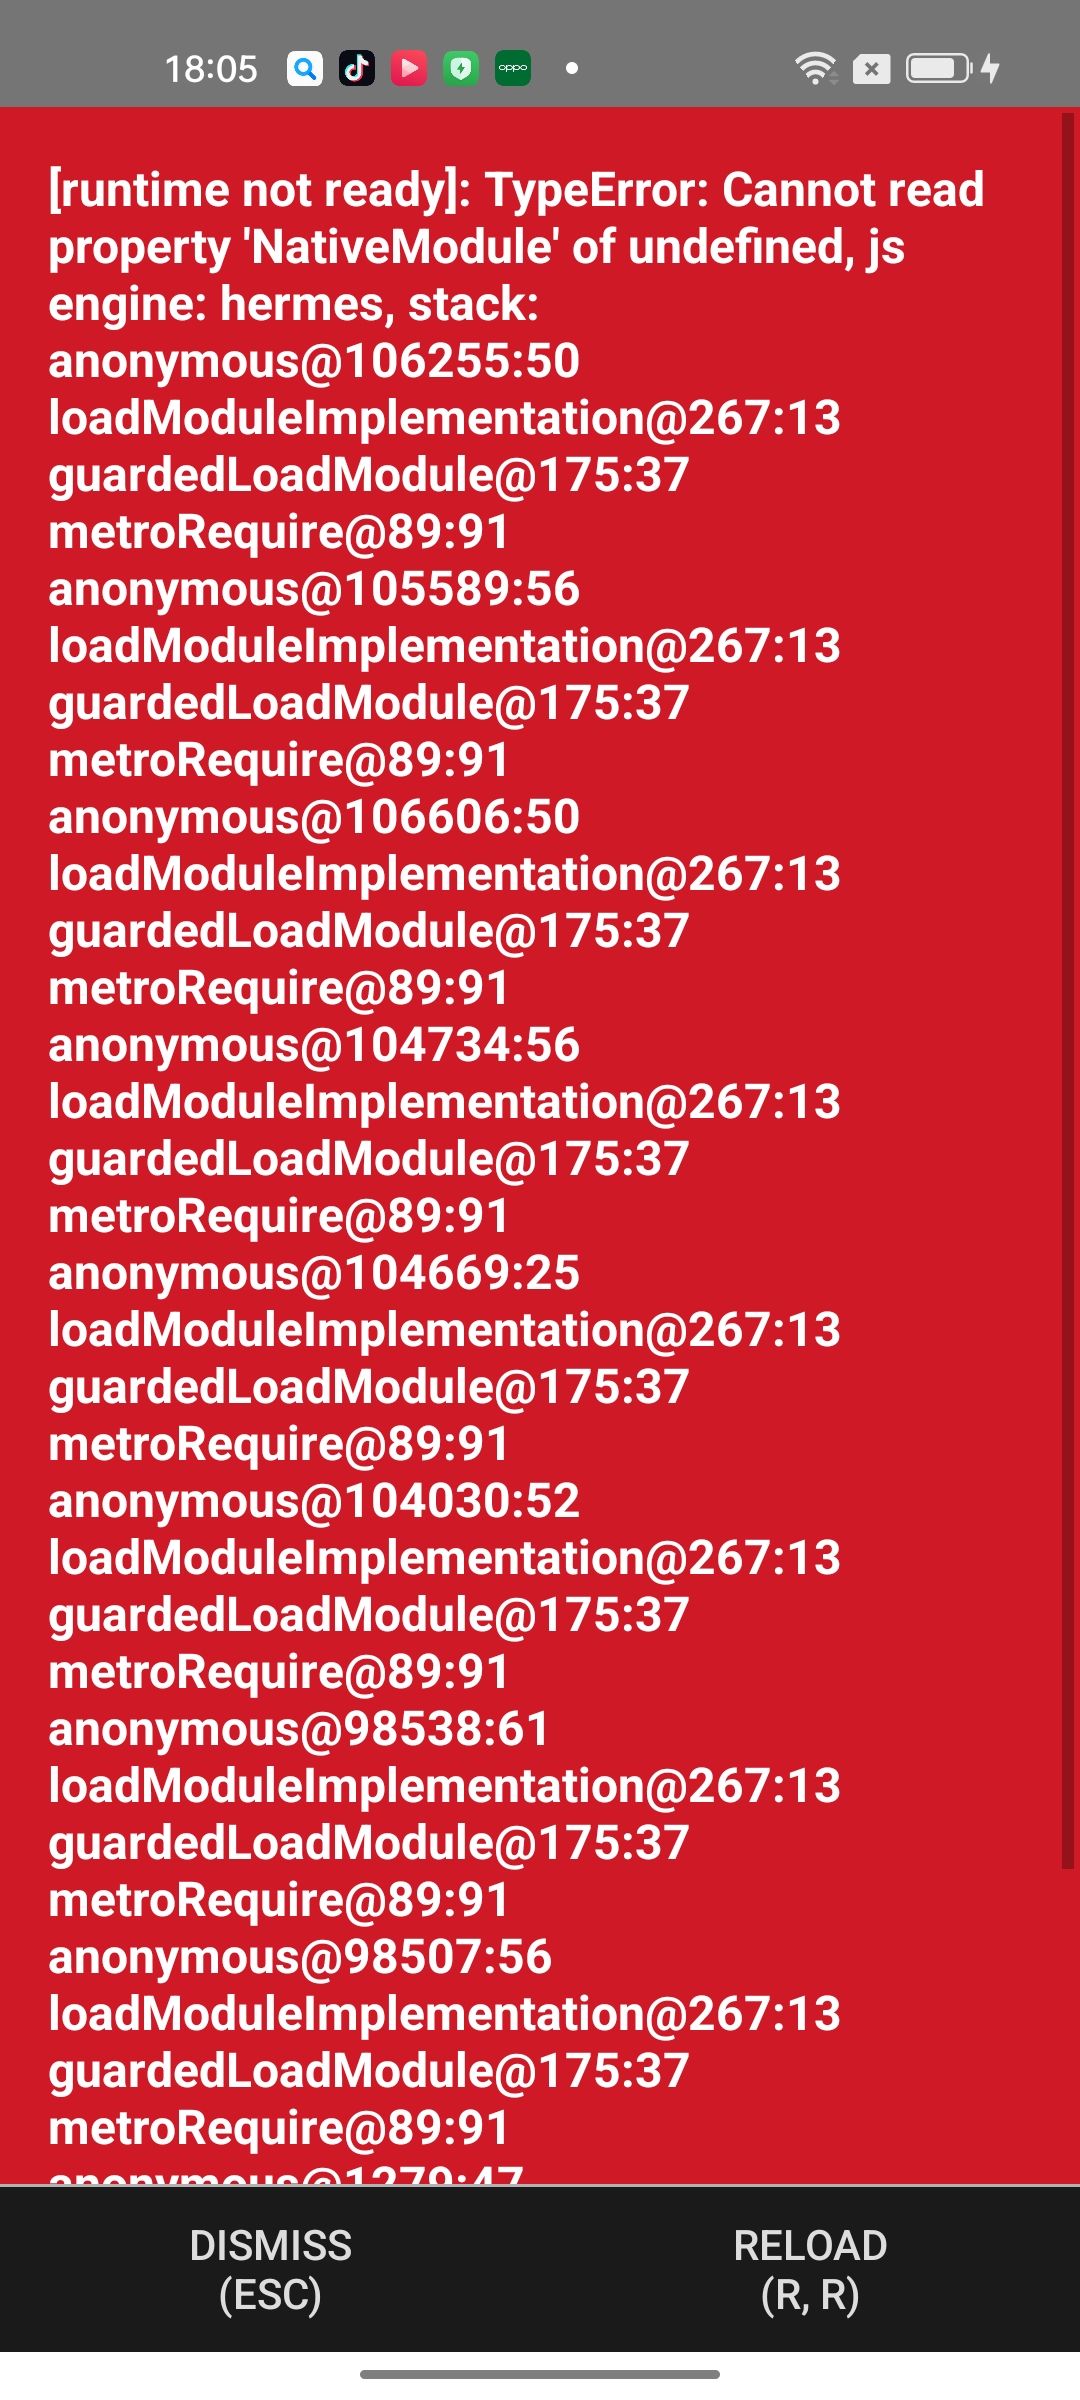 18:05
oppo
[runtime not ready]: TypeError: Cannot read
property 'NativeModule' of undefined, js
engine: hermes, stack:
anonymous@106255:50
loadModuleImplementation@267:13
guardedLoadModule@175:37
metroRequire@89:91
anonymous@105589:56
loadModuleImplementation@267:13
guardedLoadModule@175:37
metroRequire@89:91
anonymous@106606:50
loadModuleImplementation@267:13
guardedLoadModule@175:37
metroRequire@89:91
anonymous@104734:56
loadModuleImplementation@267:13
guardedLoadModule@175:37
metroRequire@89:91
anonymous@104669:25
loadModuleImplementation@267:13
guardedLoadModule@175:37
metroRequire@89:91
anonymous@104030:52
loadModuleImplementation@267:13
guardedLoadModule@175:37
metroRequire@89:91
anonymous@98538:61
loadModuleImplementation@267:13
guardedLoadModule@175:37
metroRequire@89:91
anonymous@98507:56
loadModuleImplementation@267:13
guardedLoadModule@175:37
metroRequire@89:91
anonymous@1279:47
DISMISS
(ESC)
RELOAD
(R, R)